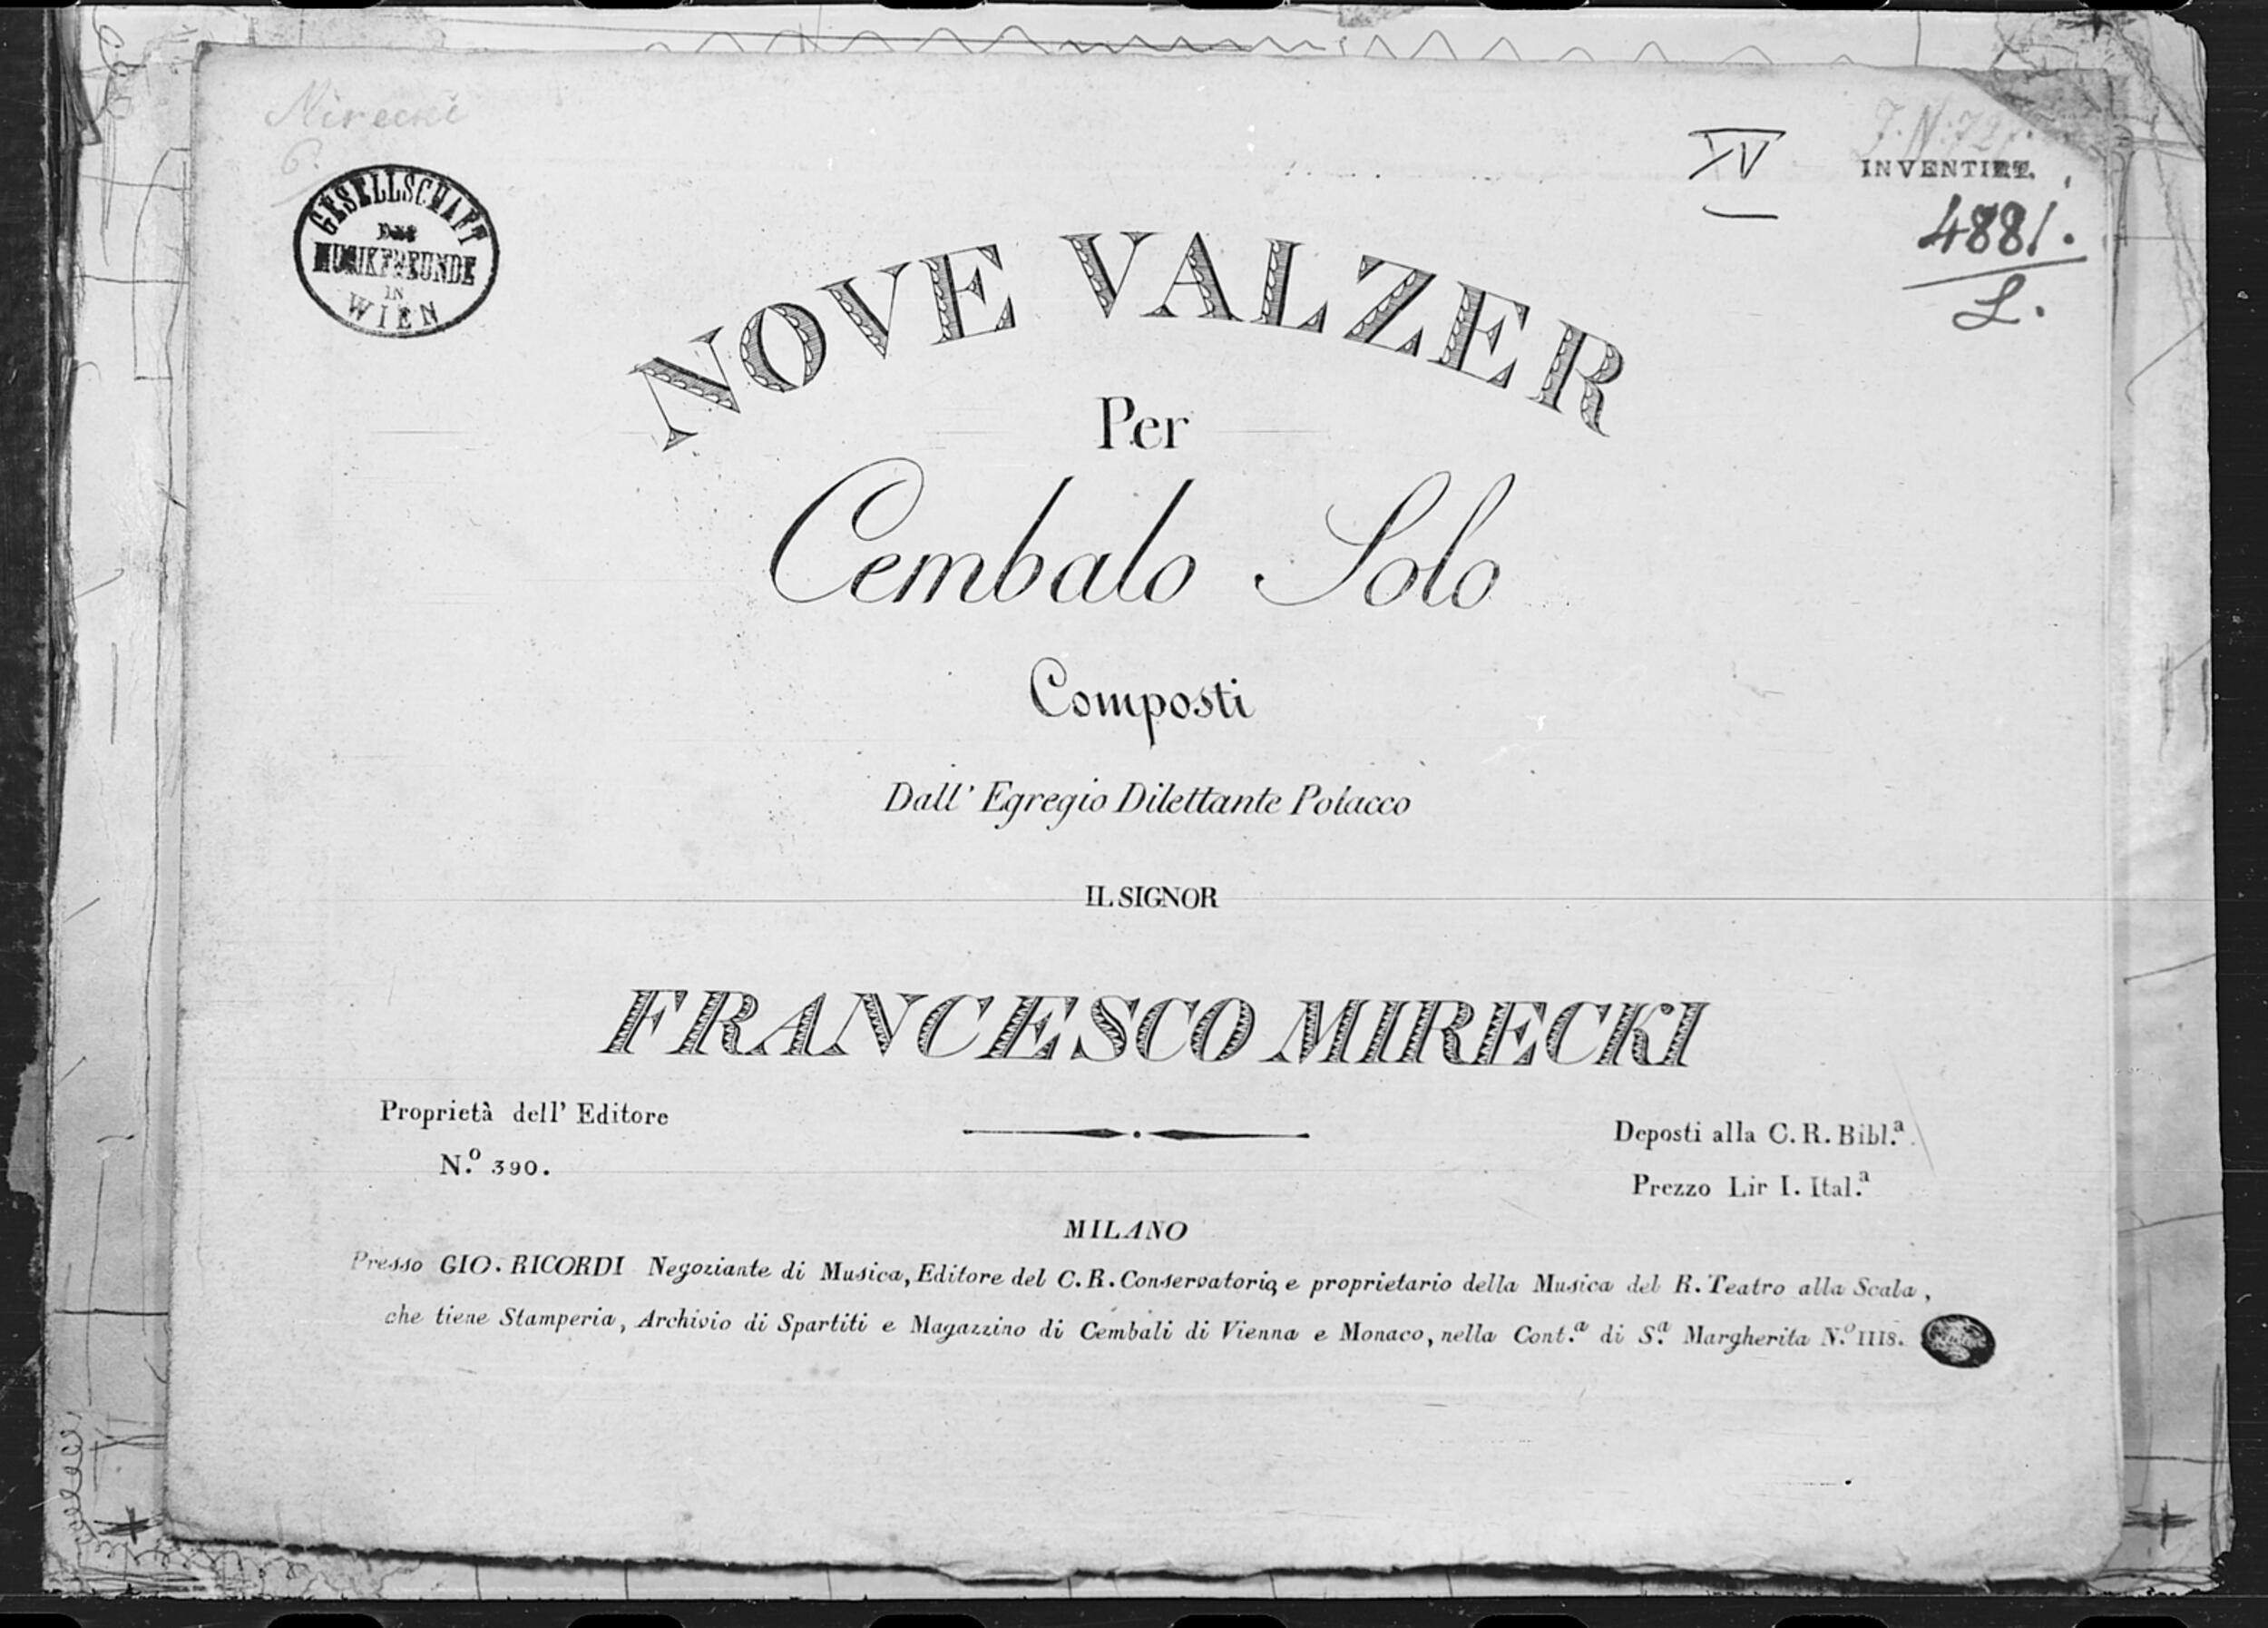 Mirecki
6.
GESELLSCHAFT
DER
MUSIKFREUNDE
IN
WIEN
XV
INVENTIRT.
4881.
L.
NOVE VALZER
Per
Cembalo Solo
Composti
Dall' Egregio Dilettante Polacco
IL SIGNOR
FRANCESCO MIRECKI
Proprietà dell' Editore
N.º 390.
Deposti alla C. R. Bibl.ª
Prezzo Lir 1. Ital.ª
MILANO
Presso GIO. RICORDI Negoziante di Musica, Editore del C. R. Conservatorio, e proprietario della Musica del R. Teatro alla Scala,
che tiene Stamperia, Archivio di Spartiti e Magazzino di Cembali di Vienna e Monaco, nella Cont.ª di S.ª Margherita N.º 1118.